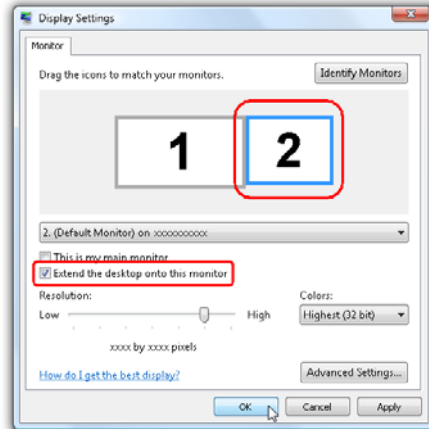 Display Settings
Monitor
Drag the icons to match your monitors.
Identify Monitors
1
2
2. (Default Monitor) on xxxxxxxxxx
This is my main monitor
Extend the desktop onto this monitor
Resolution:
Colors:
Low
High
Highest (32 bit)
xxxx by xxxx pixels
How do I get the best display?
Advanced Settings...
OK
Cancel
Apply